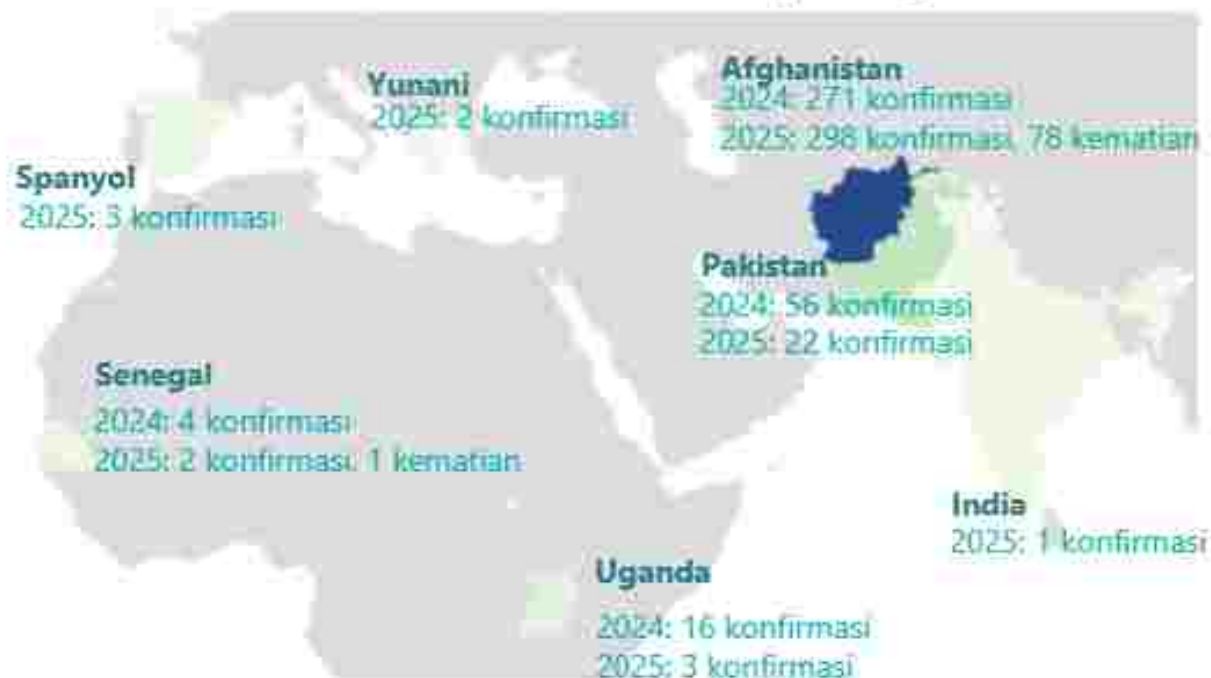 Yunani
2025: 2 konfirmasi
Afghanistan
2024: 271 konfirmasi
2025: 298 konfirmasi, 78 kematian
Spanyol
2025: 3 konfirmasi
Pakistan
2024: 56 konfirmasi
2025: 22 konfirmasi
Senegal
2024: 4 konfirmasi
2025: 2 konfirmasi, 1 kematian
India
2025: 1 konfirmasi
Uganda
2024: 16 konfirmasi
2025: 3 konfirmasi